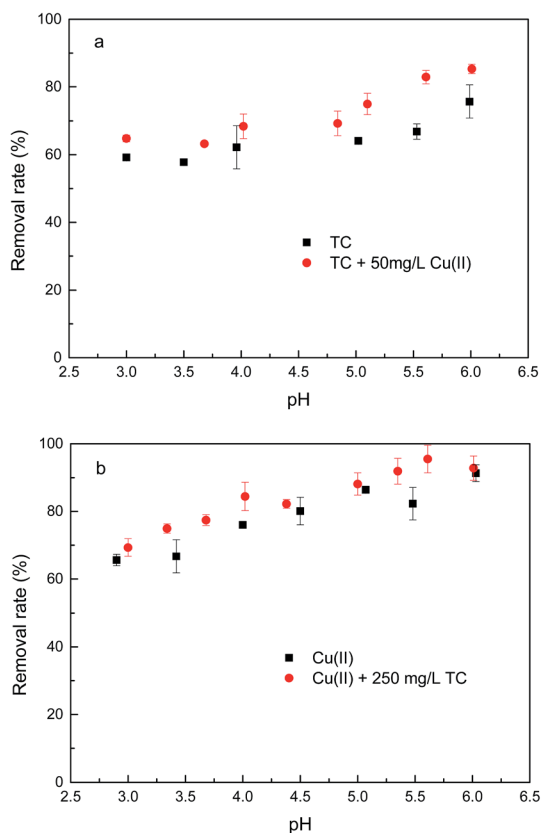 a
100
80
60
40
20
0
Removal rate (%)
TC
TC + 50mg/L Cu(II)
2.5 3.0 3.5 4.0 4.5 5.0 5.5 6.0 6.5
pH
b
100
80
60
40
20
0
Removal rate (%)
Cu(II)
Cu(II) + 250 mg/L TC
2.5 3.0 3.5 4.0 4.5 5.0 5.5 6.0 6.5
pH